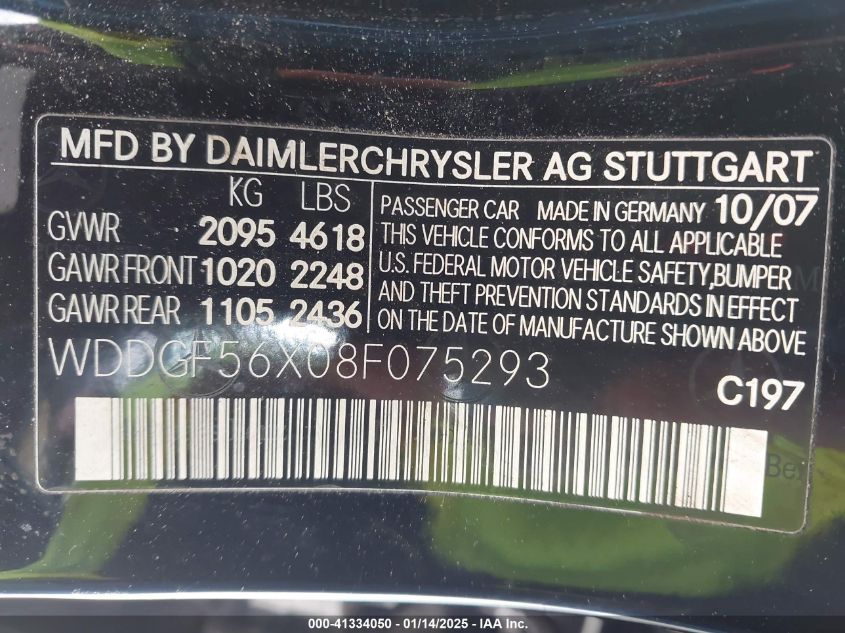 MFD BY DAIMLERCHRYSLER AG STUTTGART
KG LBS
GVWR 2095 4618
GAWR FRONT 1020 2248
GAWR REAR 1105 2436
PASSENGER CAR MADE IN GERMANY 10/07
THIS VEHICLE CONFORMS TO ALL APPLICABLE
U.S. FEDERAL MOTOR VEHICLE SAFETY,BUMPER
AND THEFT PREVENTION STANDARDS IN EFFECT
ON THE DATE OF MANUFACTURE SHOWN ABOVE
WDDGF56X08F075293
C197
000-41334050 - 01/14/2025 - IAA Inc.